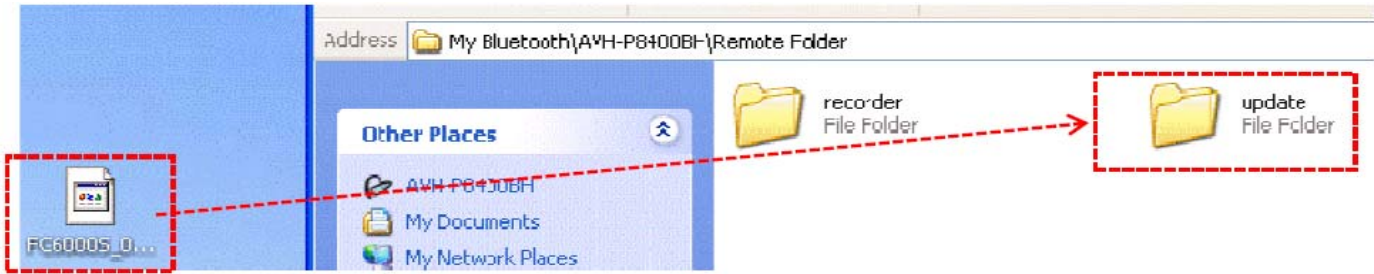 Address My Bluetooth\AVH-P8400BH\Remote Folder
recorder
File Folder
update
File Folder
Other Places
AVH-P8400BH
My Documents
My Network Places
FC6000S_0...